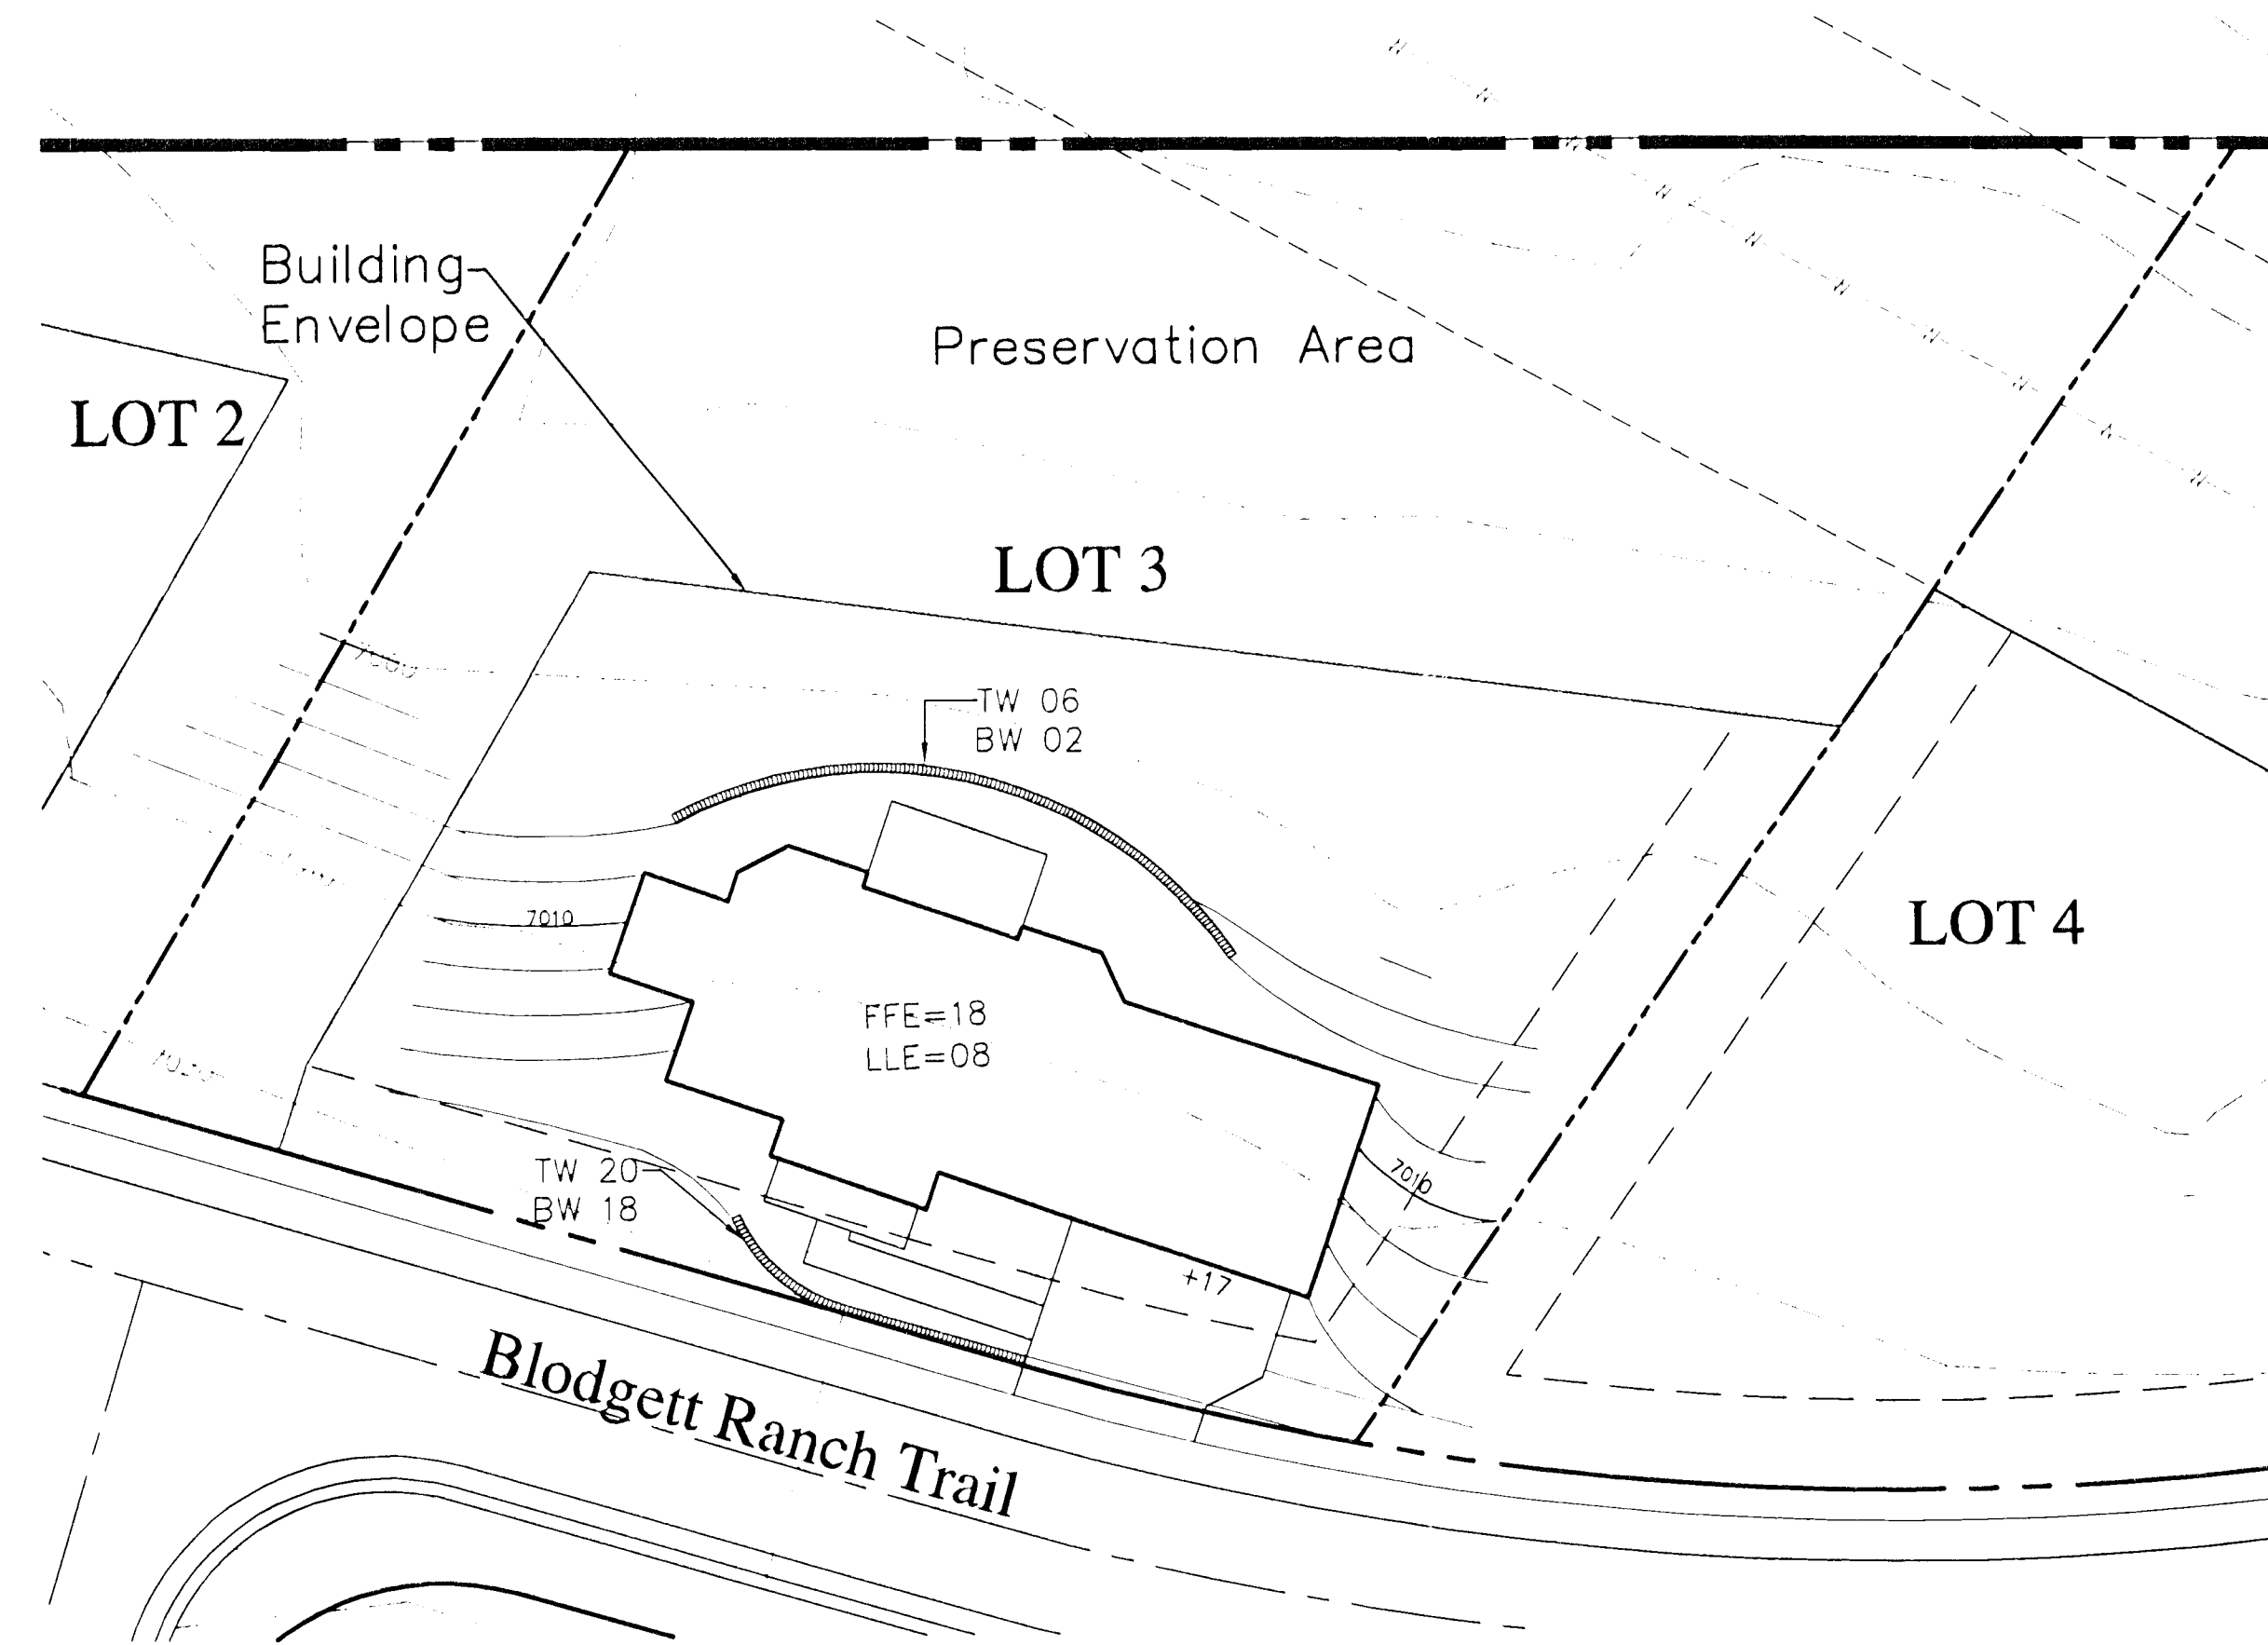 Building
Envelope
Preservation Area
LOT 2
LOT 3
TW 06
BW 02
LOT 4
7010
FFE=18
LLE=08
TW 20
BW 18
7010
+17
Blodgett Ranch Trail